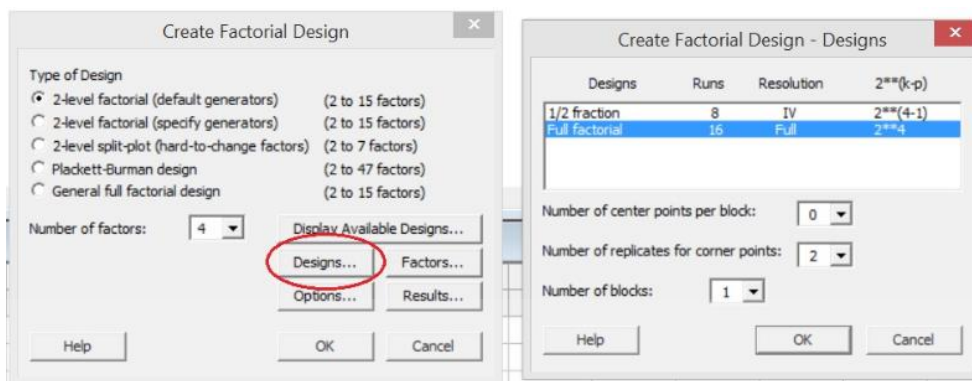 Create Factorial Design
Type of Design
2-level factorial (default generators) (2 to 15 factors)
2-level factorial (specify generators) (2 to 15 factors)
2-level split-plot (hard-to-change factors) (2 to 7 factors)
Plackett-Burman design (2 to 47 factors)
General full factorial design (2 to 15 factors)
Number of factors: 4 Display Available Designs...
Designs... Factors...
Options... Results...
Help OK Cancel
Create Factorial Design - Designs
Designs Runs Resolution 2**(k-p)
1/2 fraction 8 IV 2**(4-1)
Full factorial 16 Full 2**4
Number of center points per block: 0
Number of replicates for corner points: 2
Number of blocks: 1
Help OK Cancel